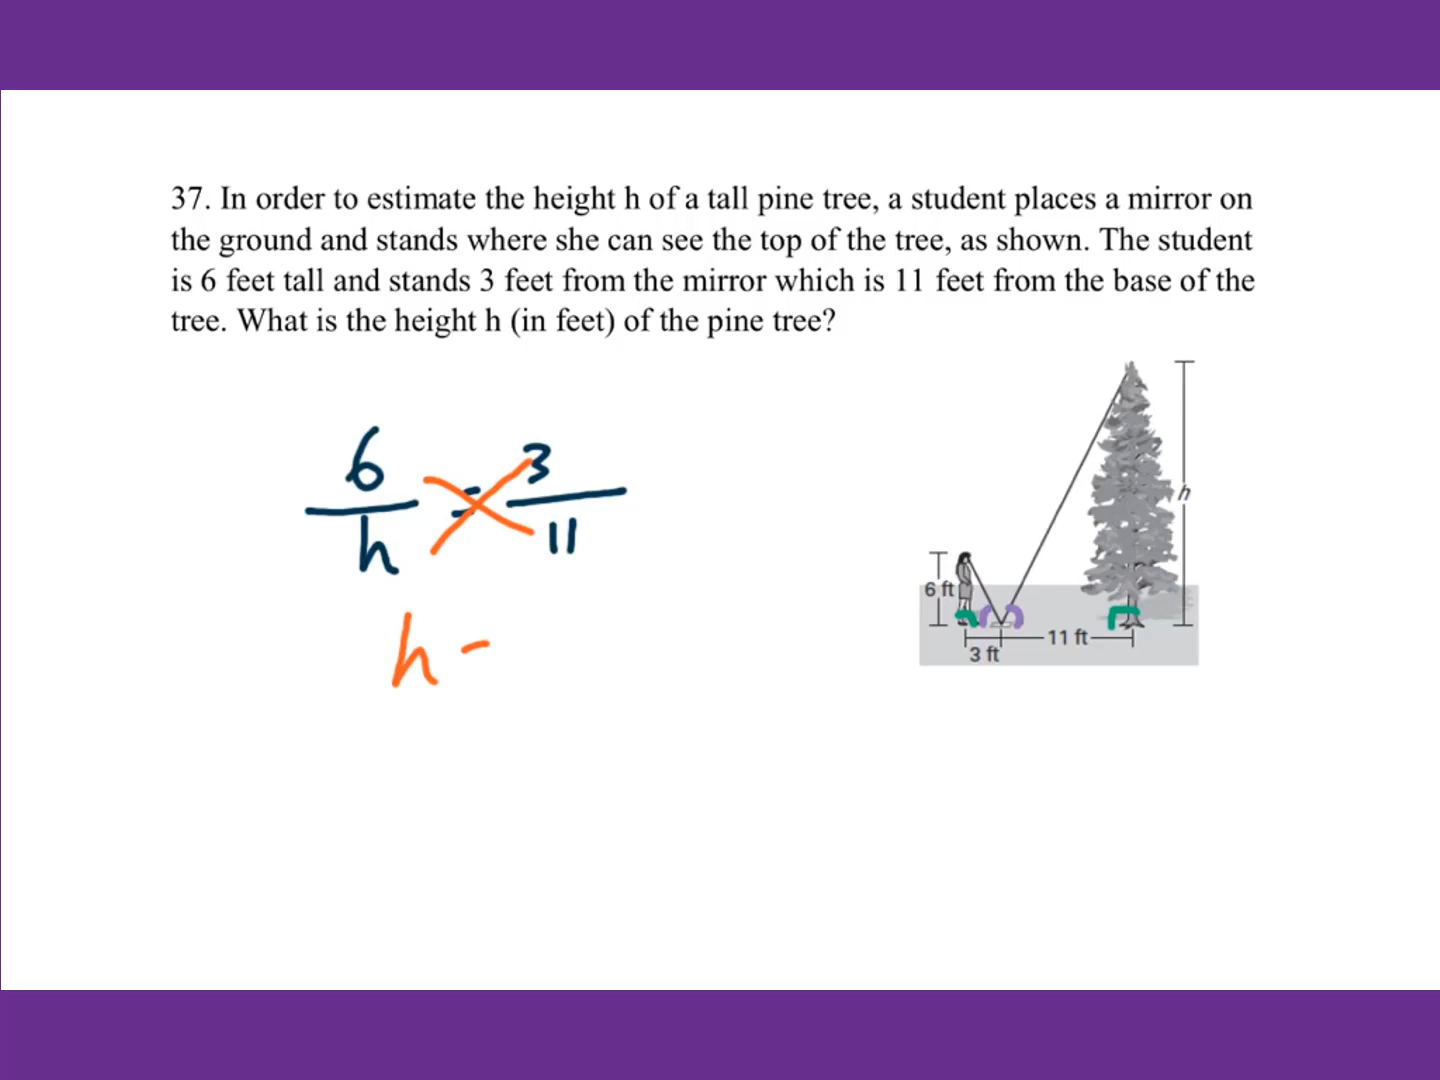 37. In order to estimate the height h of a tall pine tree, a student places a mirror on
the ground and stands where she can see the top of the tree, as shown. The student
is 6 feet tall and stands 3 feet from the mirror which is 11 feet from the base of the
tree. What is the height h (in feet) of the pine tree?
6/h = 3/11
h -
h
6 ft
11 ft
3 ft